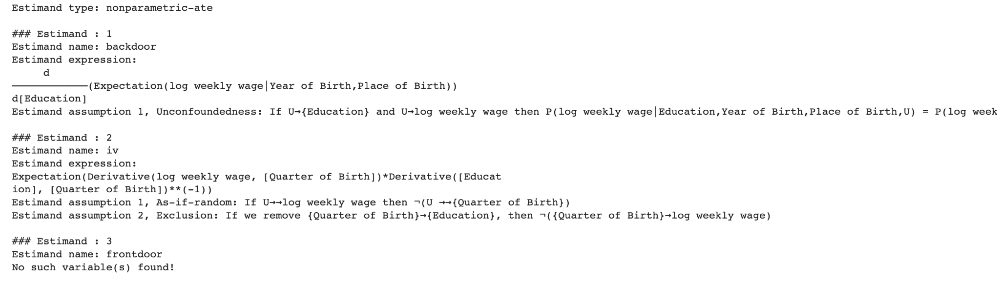 Estimand type: nonparametric-ate
### Estimand : 1
Estimand name: backdoor
Estimand expression:
d
────────────(Expectation(log weekly wage|Year of Birth,Place of Birth))
d[Education]
Estimand assumption 1, Unconfoundedness: If U→{Education} and U→log weekly wage then P(log weekly wage|Education,Year of Birth,Place of Birth,U) = P(log week
### Estimand : 2
Estimand name: iv
Estimand expression:
Expectation(Derivative(log weekly wage, [Quarter of Birth])*Derivative([Educat
ion], [Quarter of Birth])**(-1))
Estimand assumption 1, As-if-random: If U→→log weekly wage then ¬(U →→{Quarter of Birth})
Estimand assumption 2, Exclusion: If we remove {Quarter of Birth}→{Education}, then ¬({Quarter of Birth}→log weekly wage)
### Estimand : 3
Estimand name: frontdoor
No such variable(s) found!